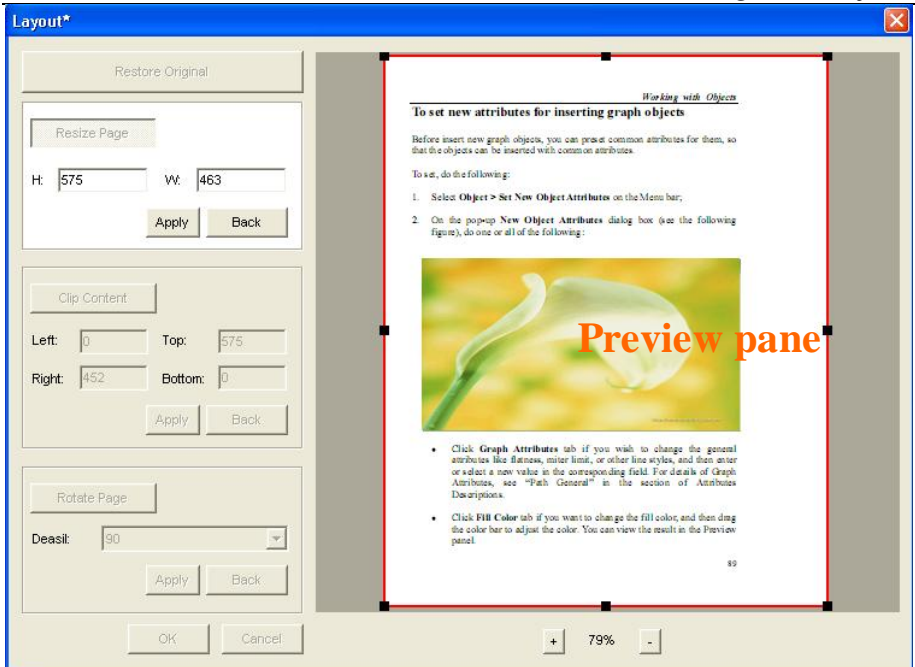 Layout*
Restore Original
Resize Page
H: 575 W: 463
Apply Back
Clip Content
Left: 0 Top: 575
Right: 452 Bottom: 0
Apply Back
Rotate Page
Deasil: 90
Apply Back
OK Cancel
Working with Objects
To set new attributes for inserting graph objects
Before insert new graph objects, you can preset common attributes for them, so
that the objects can be inserted with common attributes.
To set, do the following:
1. Select Object > Set New Object Attributes on the Menu bar;
2. On the pop-up New Object Attributes dialog box (see the following
figure), do one or all of the following:
Preview pane
• Click Graph Attributes tab if you wish to change the general
attributes like flatness, miter limit, or other line styles, and then enter
or select a new value in the corresponding field. For details of Graph
Attributes, see “Path General” in the section of Attributes
Descriptions.
• Click Fill Color tab if you want to change the fill color, and then drag
the color bar to adjust the color. You can view the result in the Preview
panel.
89
+ 79% -